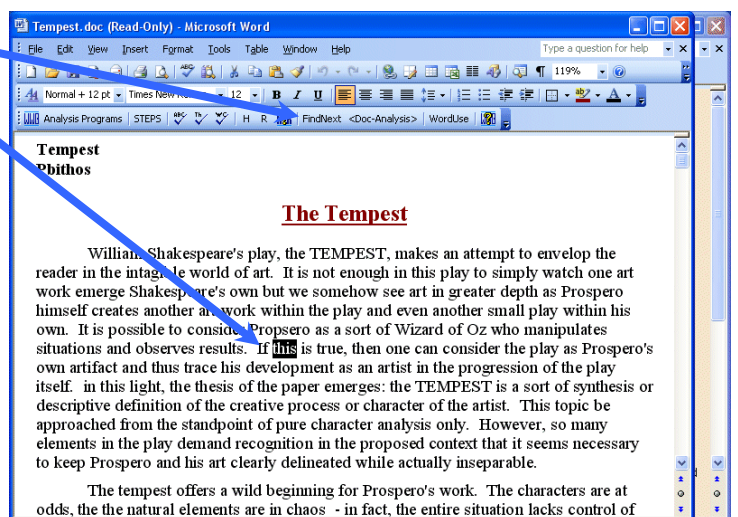 Tempest.doc (Read-Only) - Microsoft Word
File Edit View Insert Format Tools Table Window Help Type a question for help
119%
Normal + 12 pt Times New 12 B I U A
Analysis Programs STEPS H R FindNext <Doc-Analysis> WordUse
Tempest
Pbithos
The Tempest
William Shakespeare's play, the TEMPEST, makes an attempt to envelop the
reader in the intagible world of art. It is not enough in this play to simply watch one art
work emerge Shakespeare's own but we somehow see art in greater depth as Prospero
himself creates another art work within the play and even another small play within his
own. It is possible to consider Propsero as a sort of Wizard of Oz who manipulates
situations and observes results. If this is true, then one can consider the play as Prospero's
own artifact and thus trace his development as an artist in the progression of the play
itself. in this light, the thesis of the paper emerges: the TEMPEST is a sort of synthesis or
descriptive definition of the creative process or character of the artist. This topic be
approached from the standpoint of pure character analysis only. However, so many
elements in the play demand recognition in the proposed context that it seems necessary
to keep Prospero and his art clearly delineated while actually inseparable.
The tempest offers a wild beginning for Prospero's work. The characters are at
odds, the the natural elements are in chaos - in fact, the entire situation lacks control of